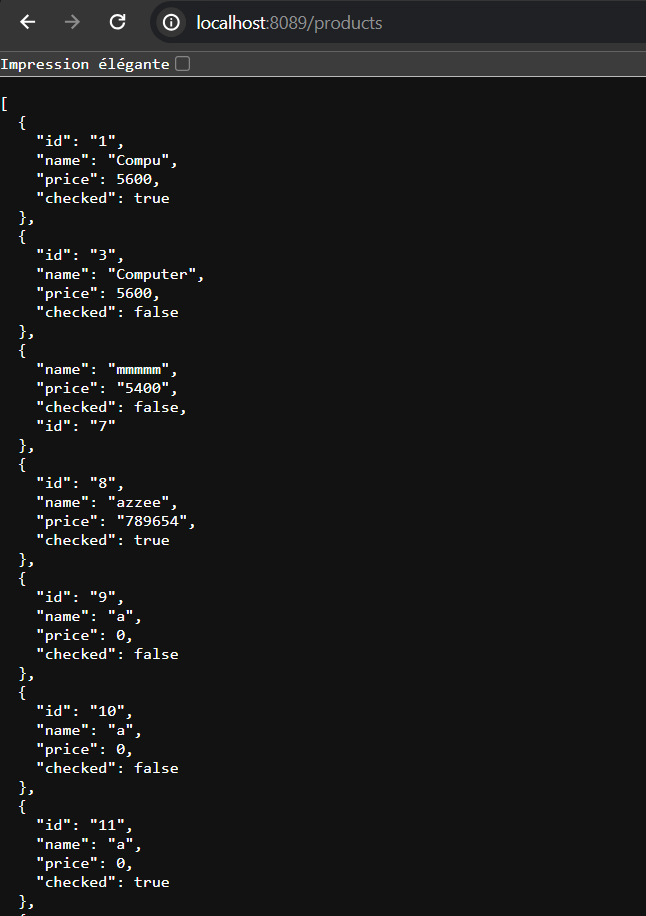 localhost:8089/products
Impression élégante
[
  {
    "id": "1",
    "name": "Compu",
    "price": 5600,
    "checked": true
  },
  {
    "id": "3",
    "name": "Computer",
    "price": 5600,
    "checked": false
  },
  {
    "name": "mmmmm",
    "price": "5400",
    "checked": false,
    "id": "7"
  },
  {
    "id": "8",
    "name": "azzee",
    "price": "789654",
    "checked": true
  },
  {
    "id": "9",
    "name": "a",
    "price": 0,
    "checked": false
  },
  {
    "id": "10",
    "name": "a",
    "price": 0,
    "checked": false
  },
  {
    "id": "11",
    "name": "a",
    "price": 0,
    "checked": true
  },